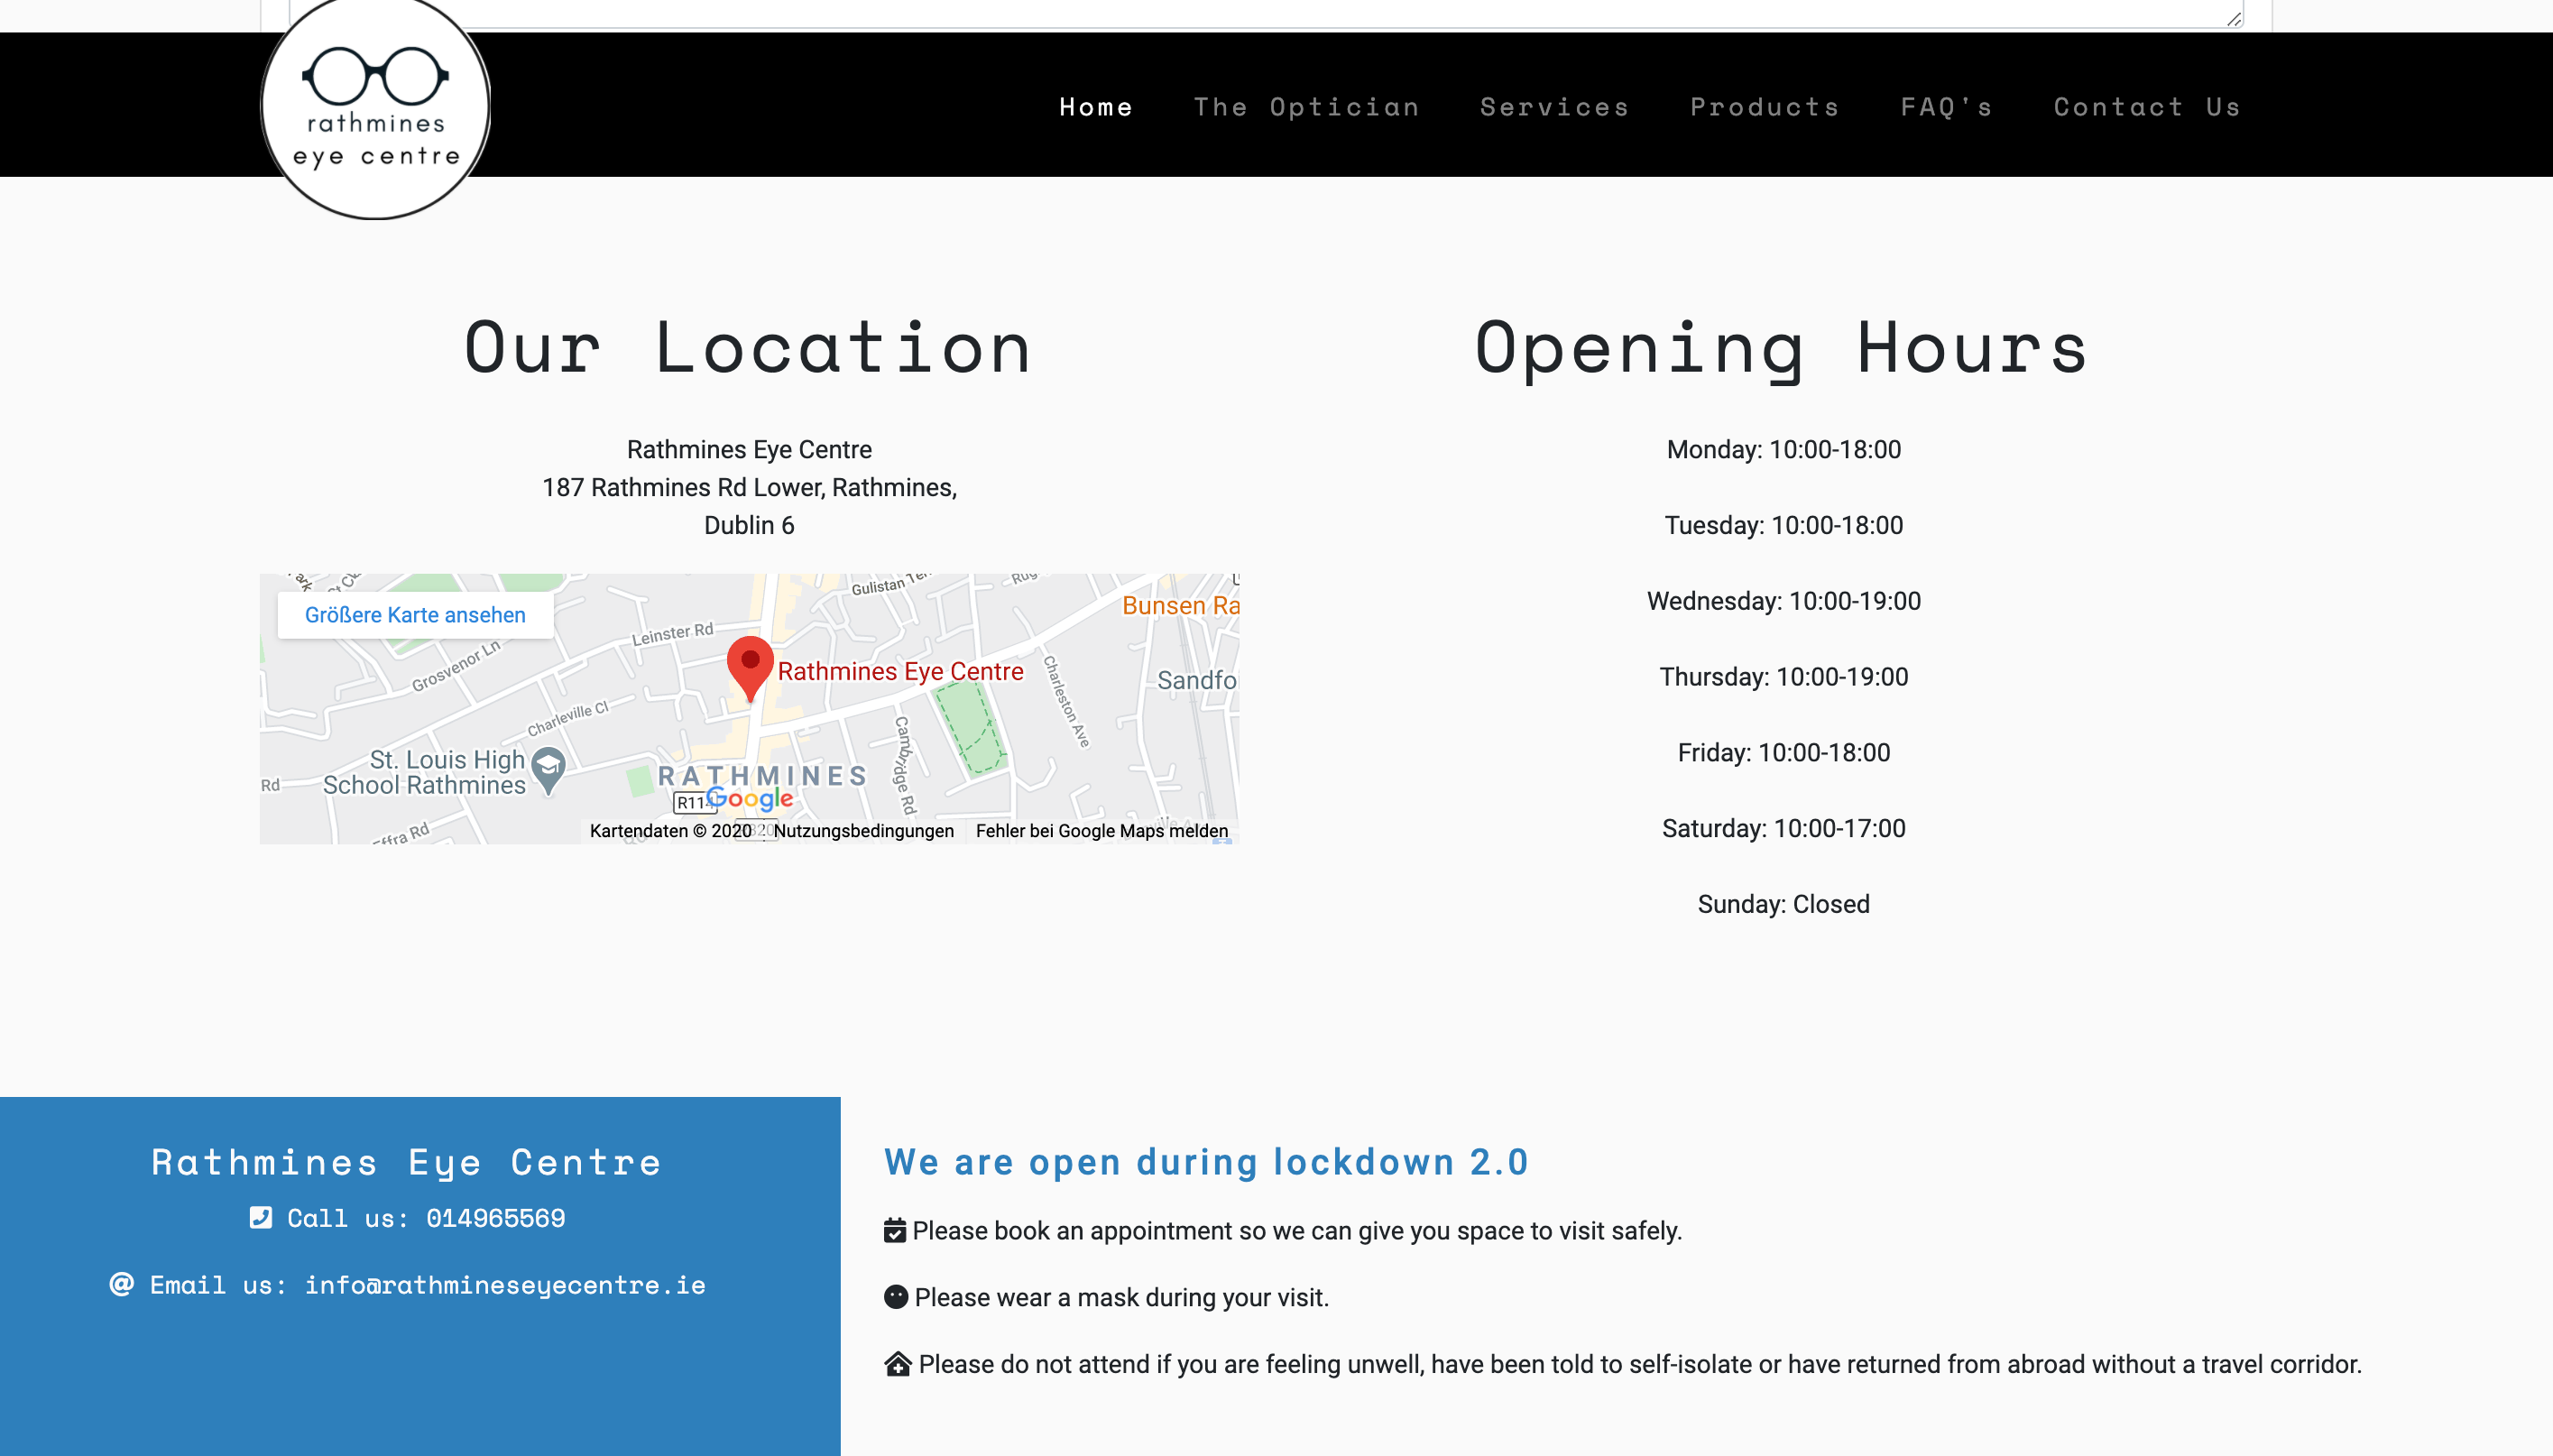 rathmines
eye centre
Home
The Optician
Services
Products
FAQ's
Contact Us
Our Location
Rathmines Eye Centre
187 Rathmines Rd Lower, Rathmines,
Dublin 6
Größere Karte ansehen
Gulistan
Bunsen Ra
Leinster Rd
Grosvenor Ln
Rathmines Eye Centre
Charleston Ave
Sandfo
Charleville Cl
St. Louis High
School Rathmines
Cambridge Rd
RATHMINES
Rd
R114
Google
Effra Rd
Kartendaten © 2020
Nutzungsbedingungen
Fehler bei Google Maps melden
Opening Hours
Monday: 10:00-18:00
Tuesday: 10:00-18:00
Wednesday: 10:00-19:00
Thursday: 10:00-19:00
Friday: 10:00-18:00
Saturday: 10:00-17:00
Sunday: Closed
Rathmines Eye Centre
Call us: 014965569
@ Email us: info@rathmineseyecentre.ie
We are open during lockdown 2.0
Please book an appointment so we can give you space to visit safely.
Please wear a mask during your visit.
Please do not attend if you are feeling unwell, have been told to self-isolate or have returned from abroad without a travel corridor.